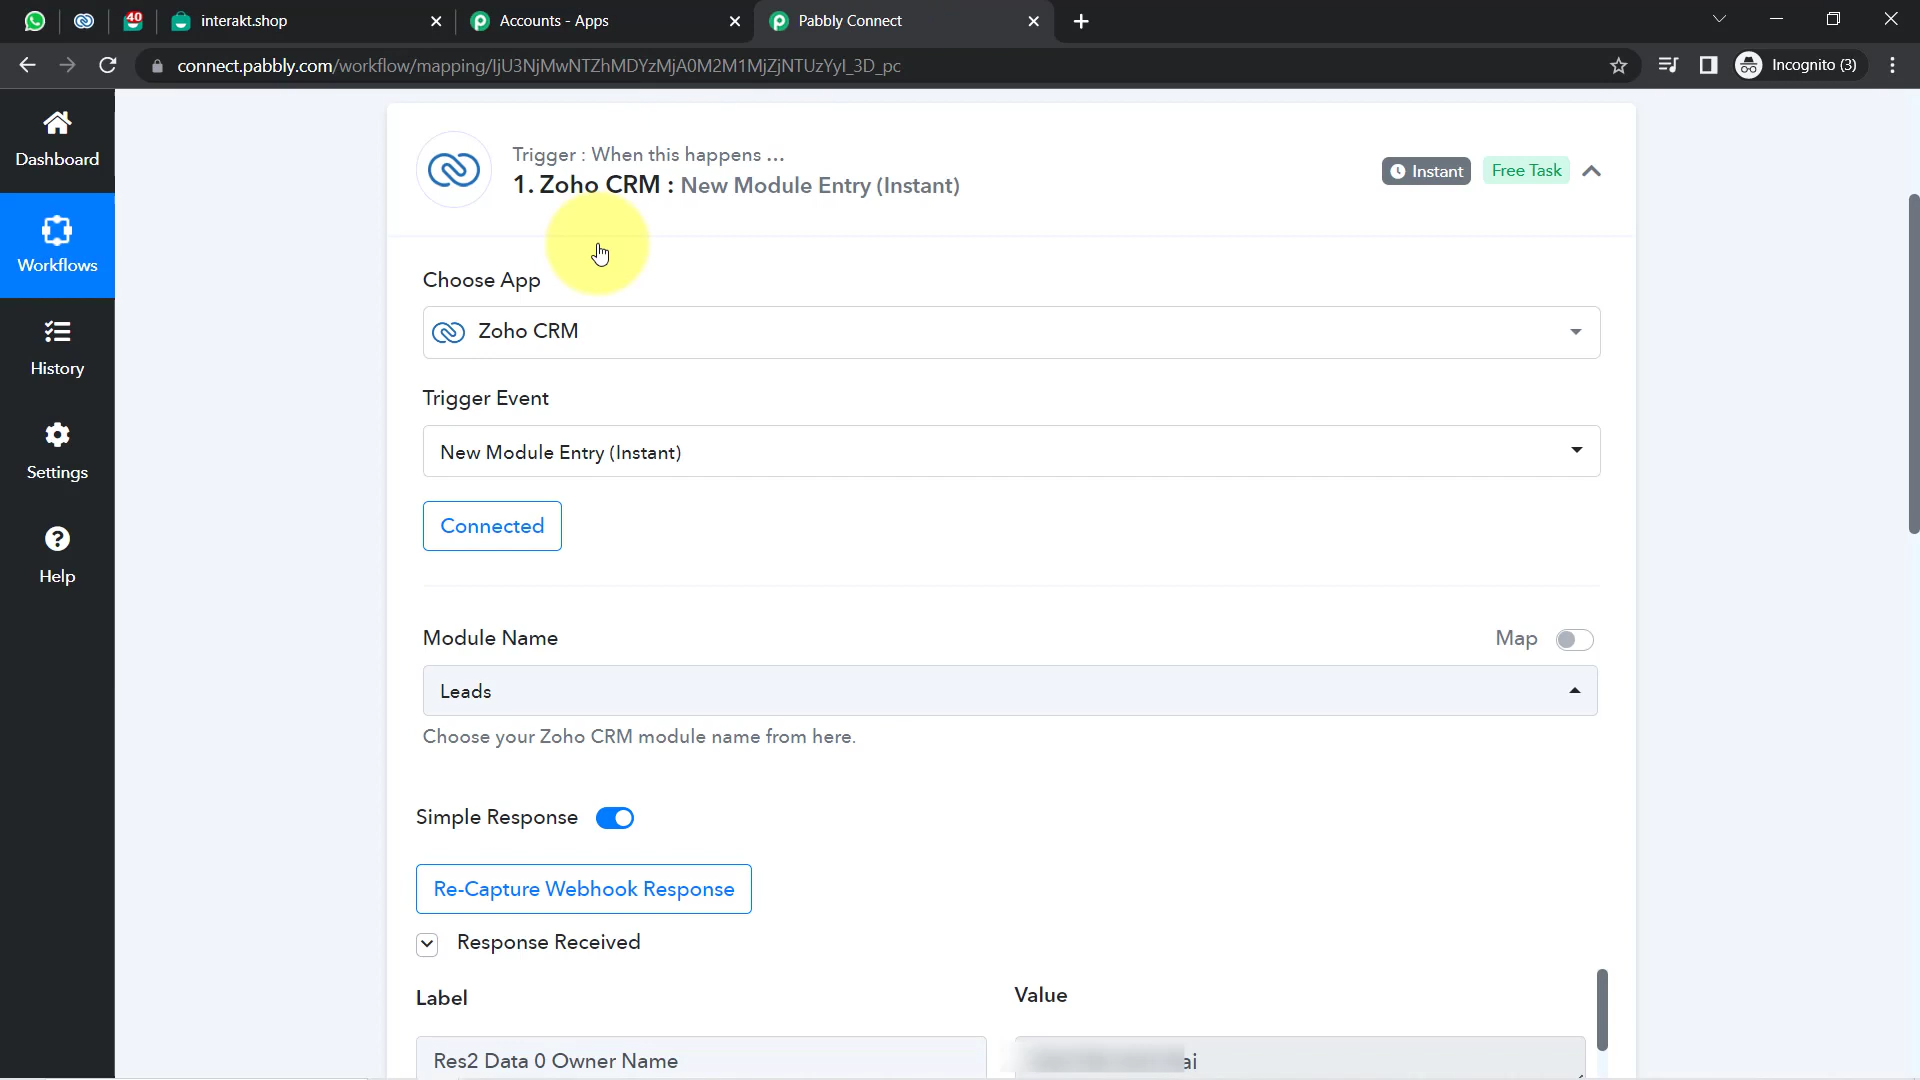 40
interakt.shop
Accounts - Apps
Pabbly Connect
connect.pabbly.com/workflow/mapping/IjU3NjMwNTZhMDYzMjA0M2M1MjZjNTUzYyI_3D_pc
Incognito (3)
Dashboard
Workflows
History
Settings
Help
Trigger : When this happens ...
1. Zoho CRM : New Module Entry (Instant)
Instant
Free Task
Choose App
Zoho CRM
Trigger Event
New Module Entry (Instant)
Connected
Module Name
Map
Leads
Choose your Zoho CRM module name from here.
Simple Response
Re-Capture Webhook Response
Response Received
Label
Value
Res2 Data 0 Owner Name